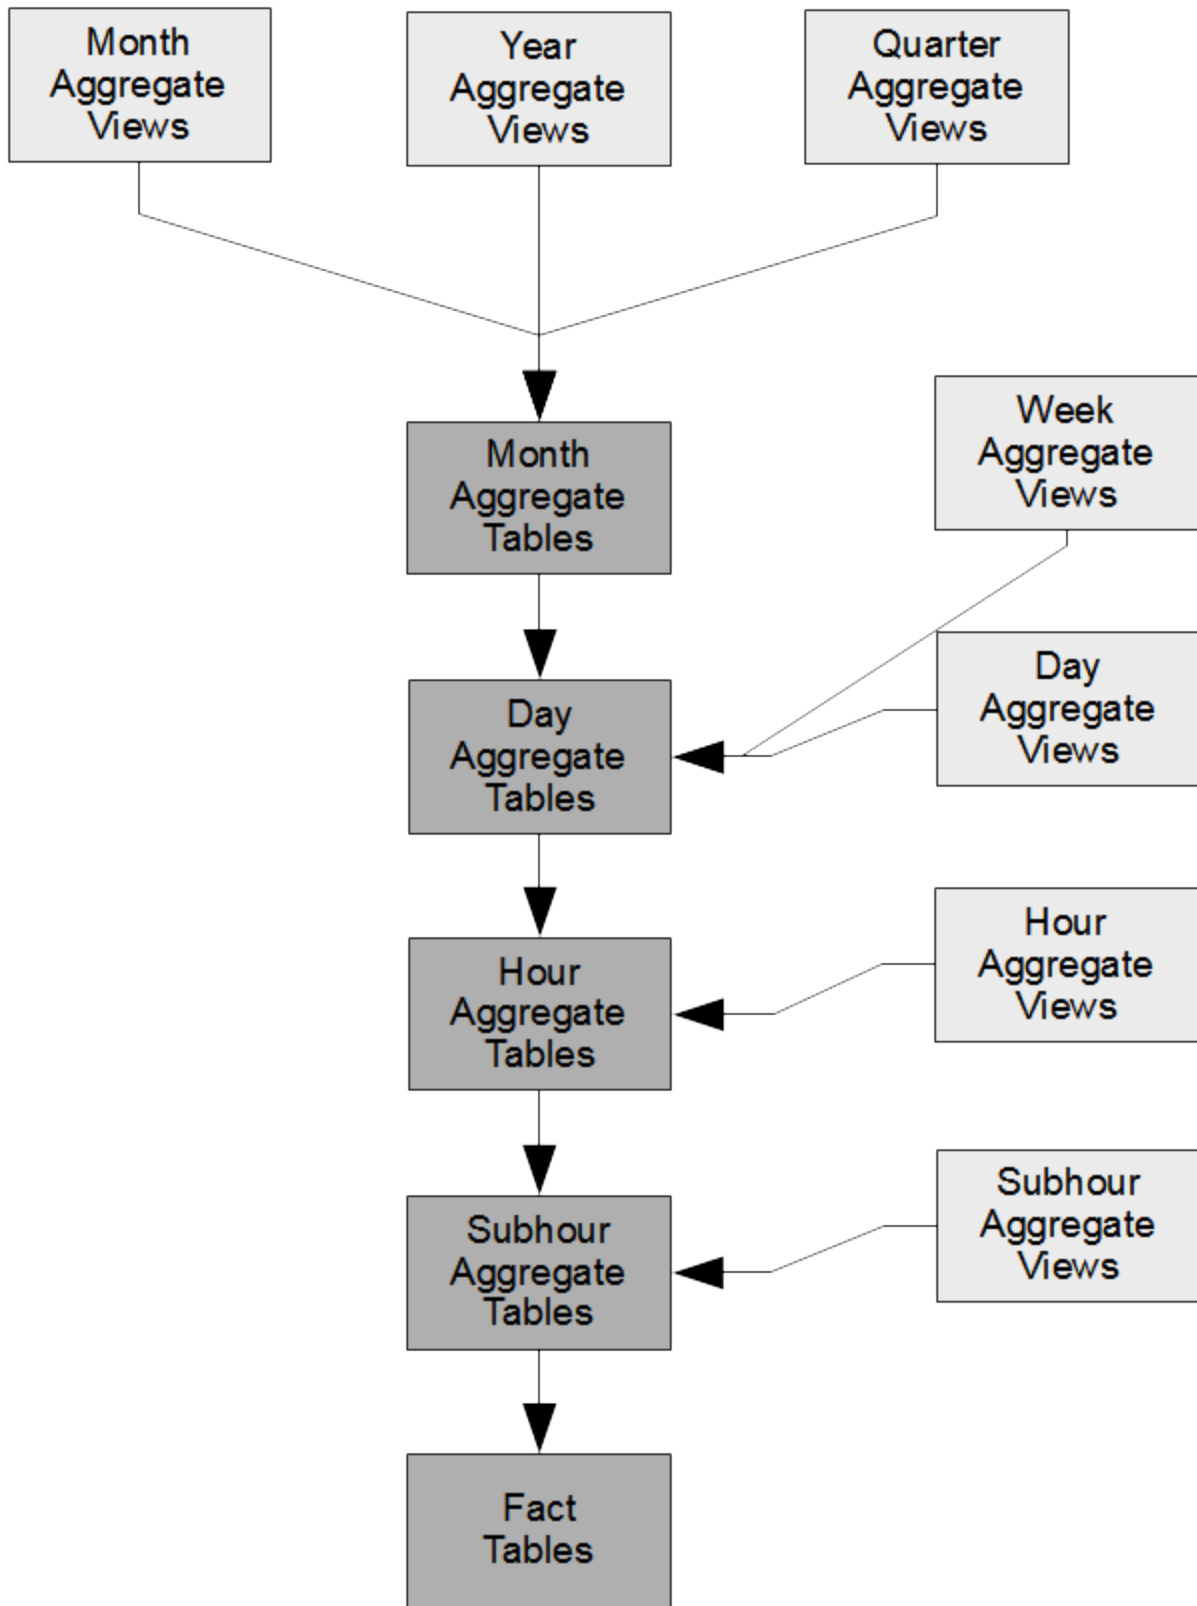 Month
Aggregate
Views
Year
Aggregate
Views
Quarter
Aggregate
Views
Month
Aggregate
Tables
Week
Aggregate
Views
Day
Aggregate
Tables
Day
Aggregate
Views
Hour
Aggregate
Tables
Hour
Aggregate
Views
Subhour
Aggregate
Tables
Subhour
Aggregate
Views
Fact
Tables